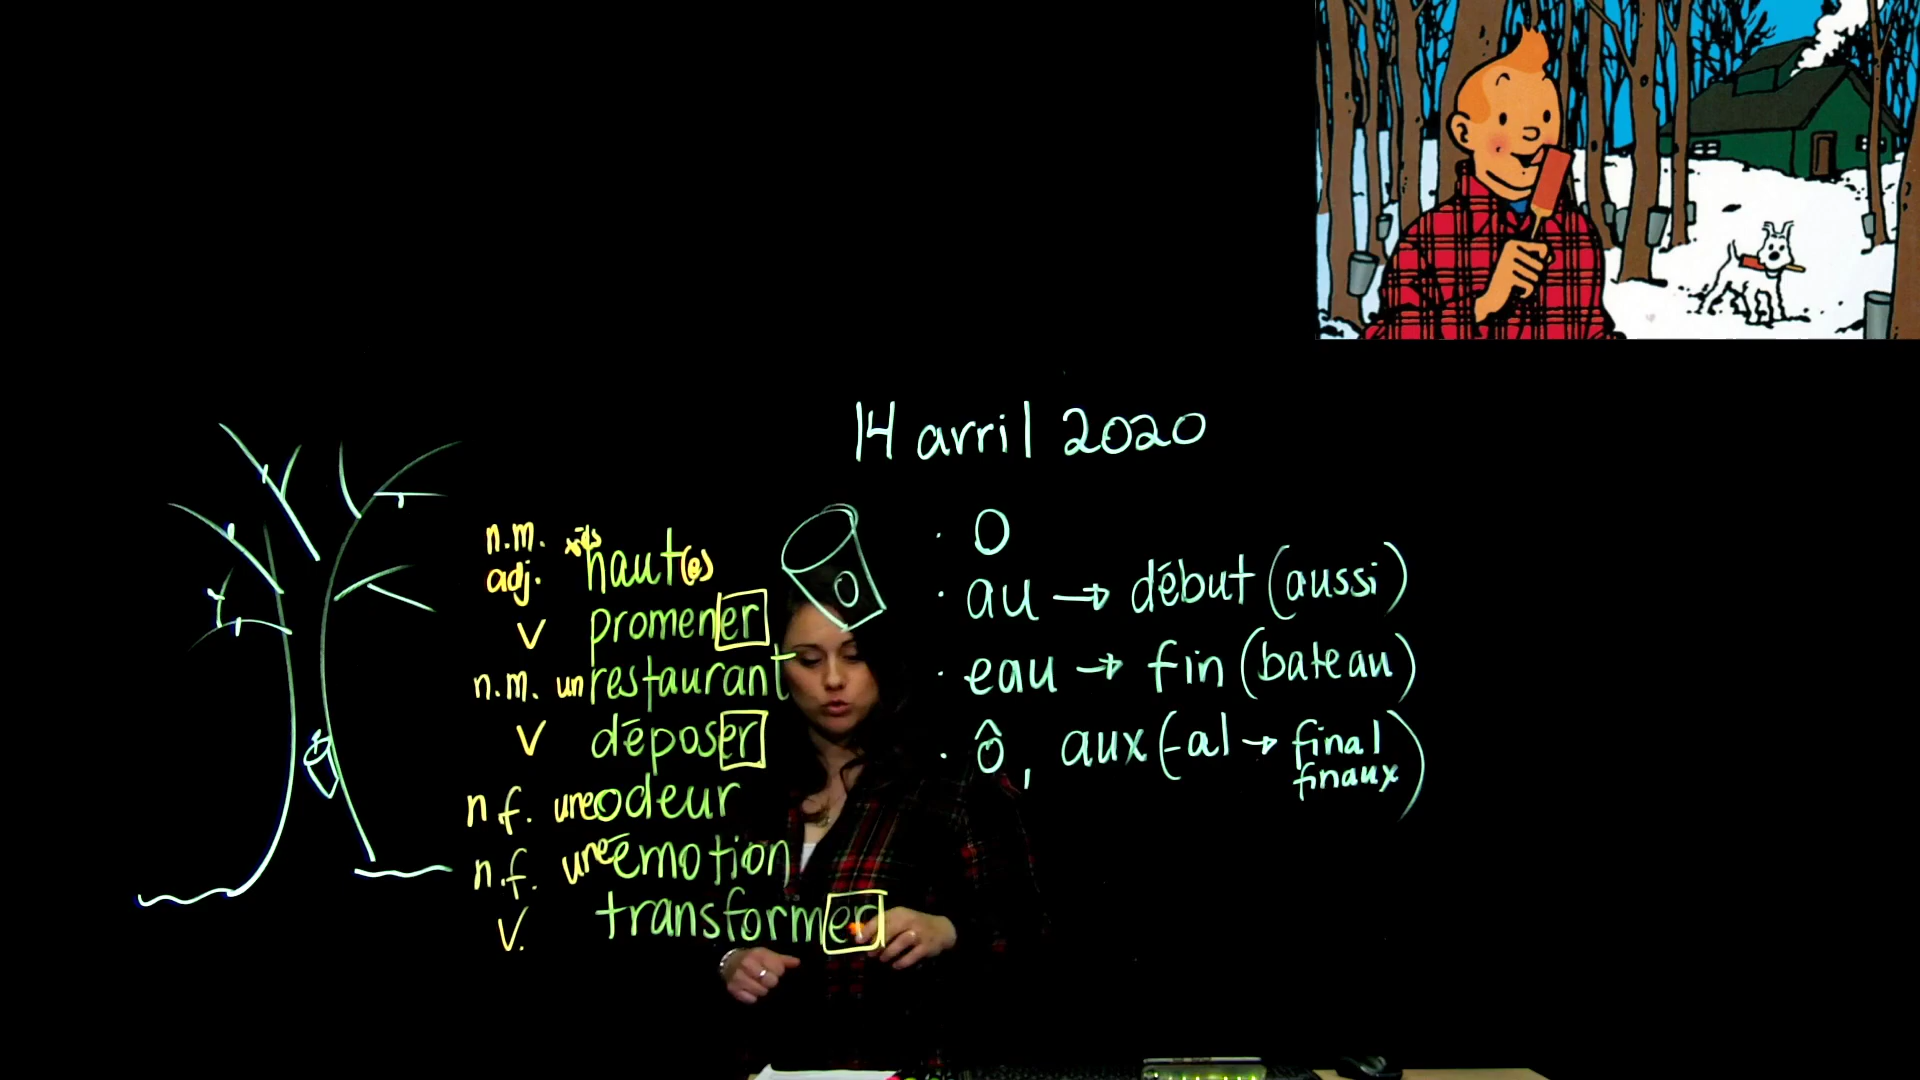 14 avril 2020
n.m.
adj. haut(e)s
v promener
n.m. un restaurant
v déposer
n.f. une odeur
n.f. une émotion
v. transformer
O
· O
· au → début (aussi)
· eau → fin (bateau)
· ô, aux (-al → final
finaux)